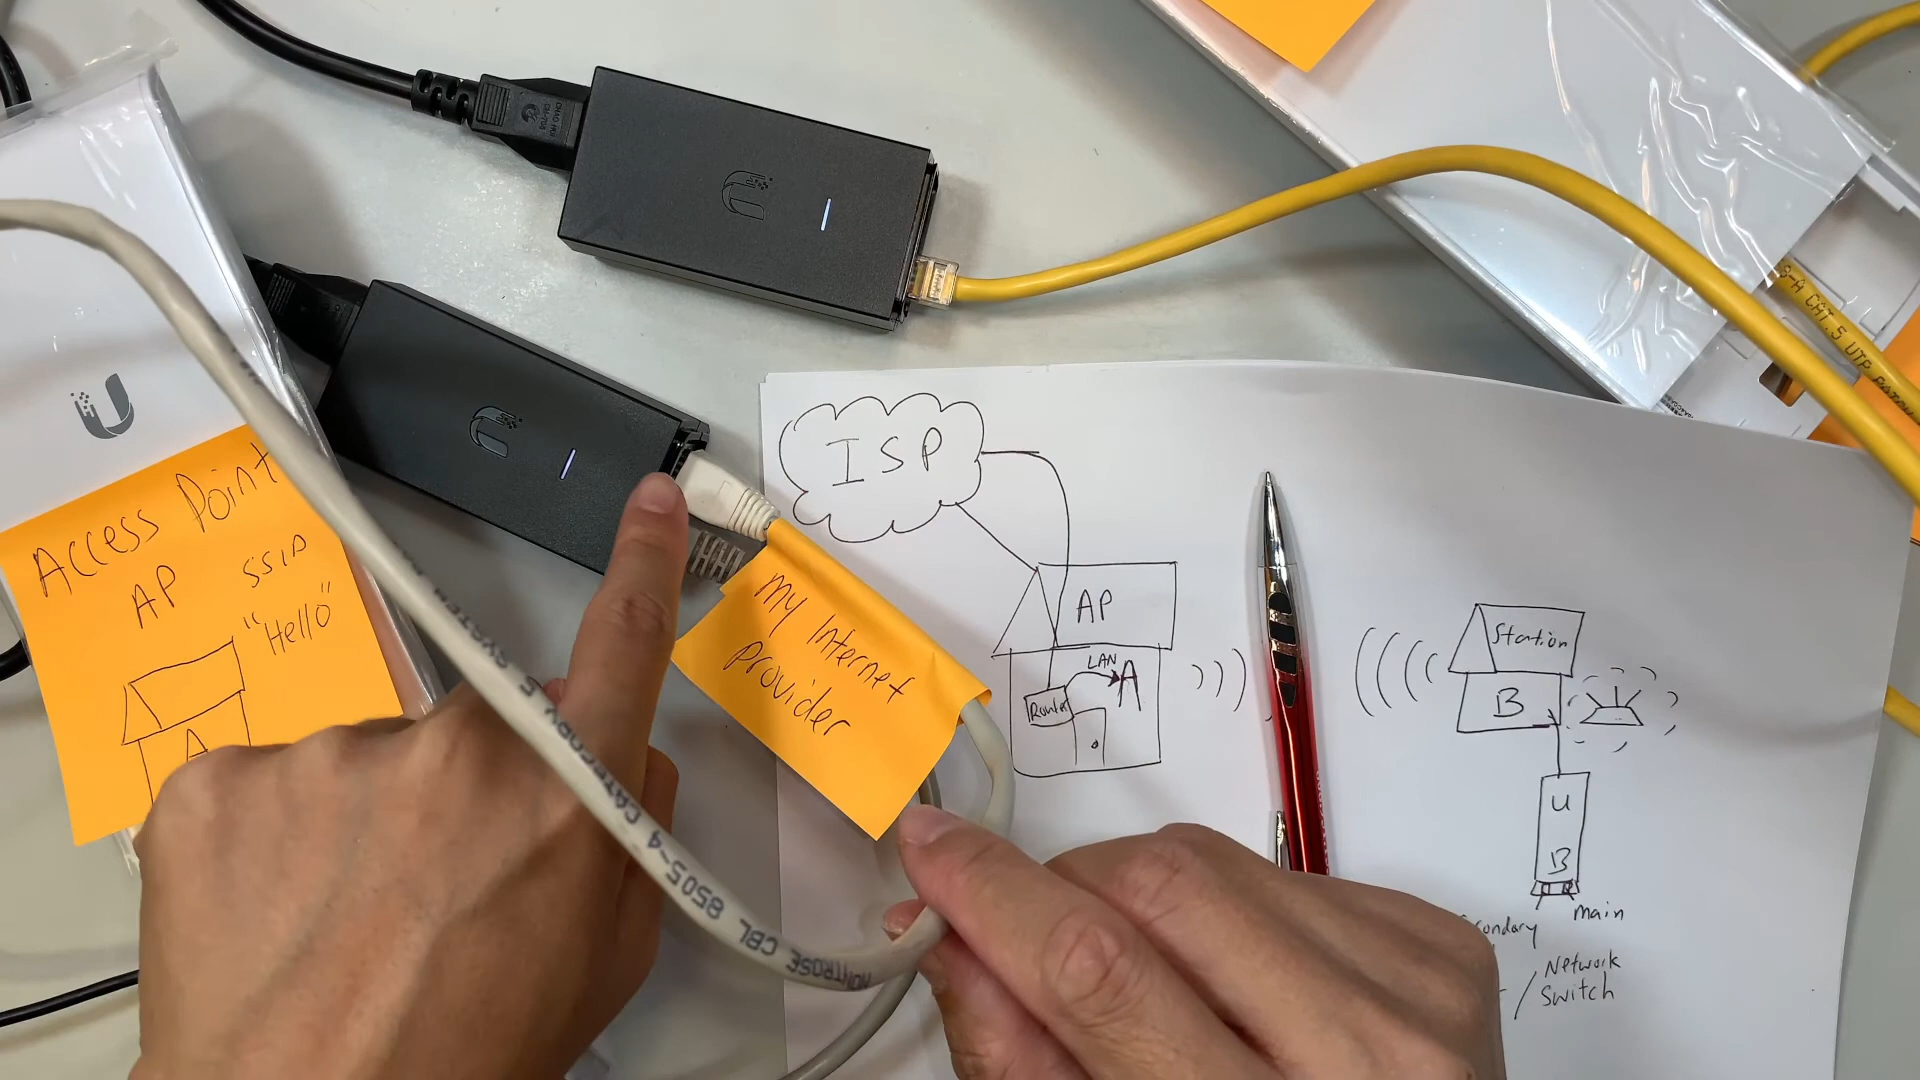 Access Point
AP
SSID
"Hello"
A
My Internet
provider
ISP
AP
LAN
Router
A
Station
B
U
B
main
Network
Switch
MONTROSE CBL 8505-4 CATEGORY 5
CAT.5 UTP PATCH